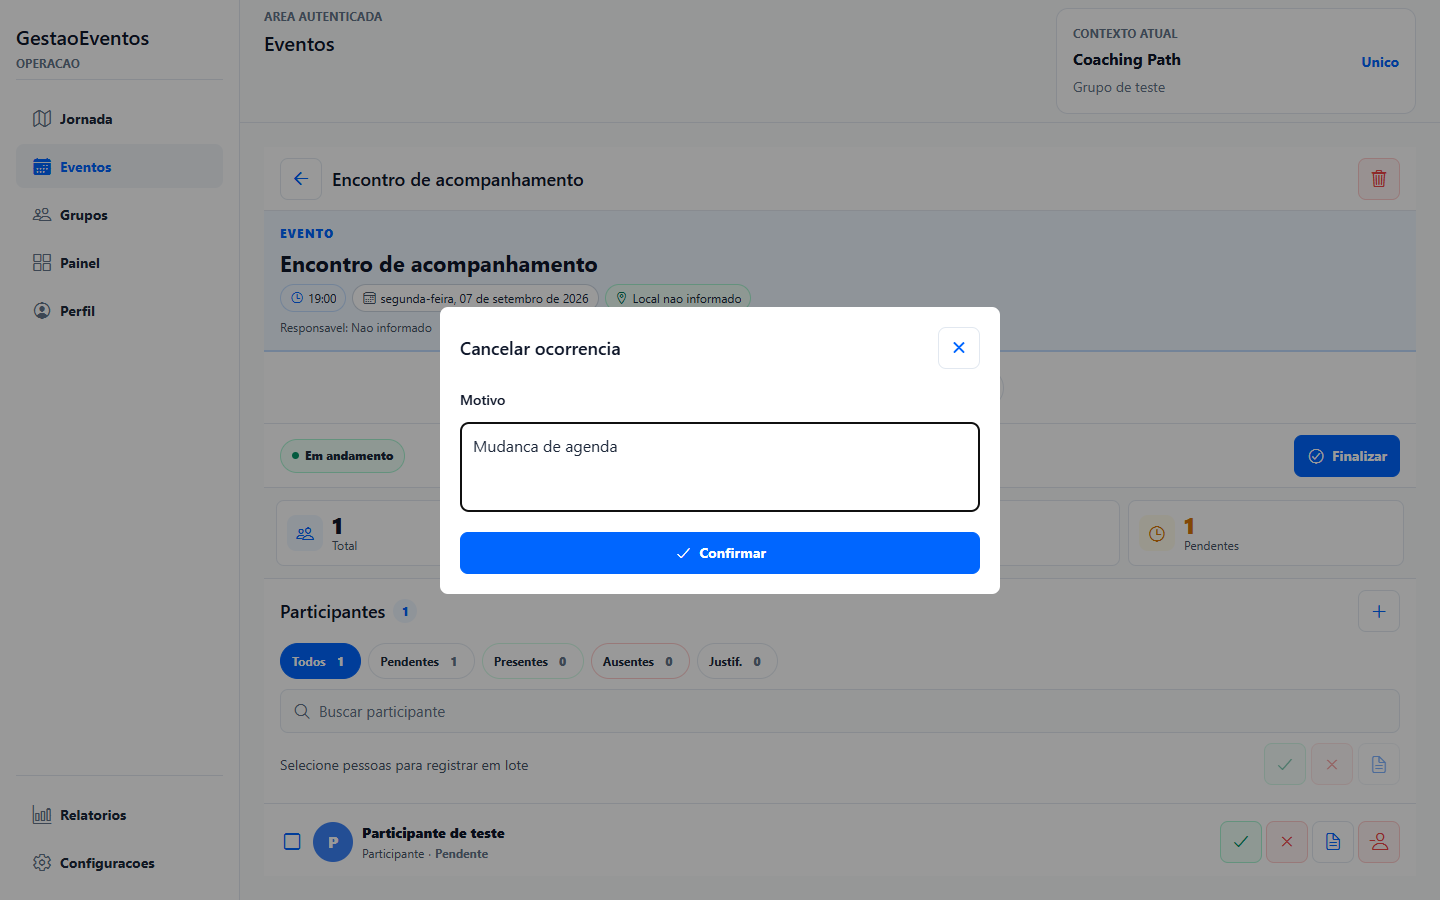 GestaoEventos
OPERACAO
Jornada
Eventos
Grupos
Painel
Perfil
Relatorios
Configuracoes
AREA AUTENTICADA
Eventos
CONTEXTO ATUAL
Coaching Path
Unico
Grupo de teste
Encontro de acompanhamento
EVENTO
Encontro de acompanhamento
19:00
segunda-feira, 07 de setembro de 2026
Local nao informado
Responsavel: Nao informado
Cancelar ocorrencia
Motivo
Mudanca de agenda
Confirmar
Em andamento
Finalizar
1
Total
1
Pendentes
Participantes 1
Todos 1
Pendentes 1
Presentes 0
Ausentes 0
Justif. 0
Buscar participante
Selecione pessoas para registrar em lote
P
Participante de teste
Participante · Pendente